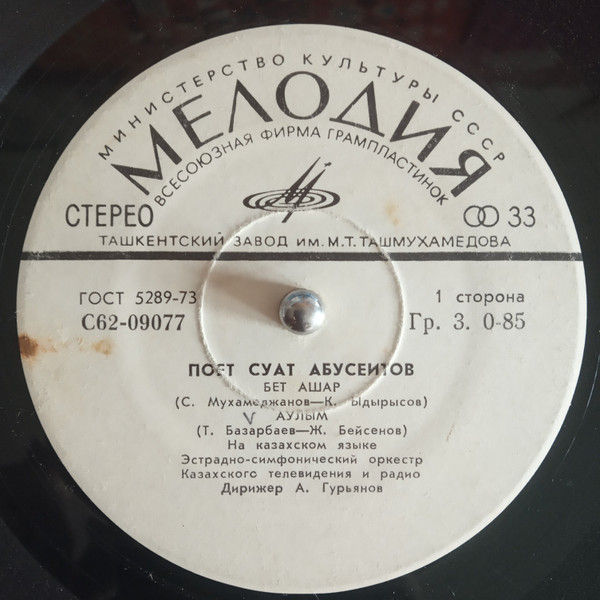 МИНИСТЕРСТВО КУЛЬТУРЫ СССР
МЕЛОДИЯ
ВСЕСОЮЗНАЯ ФИРМА ГРАМПЛАСТИНОК
СТЕРЕО 33
ТАШКЕНТСКИЙ ЗАВОД ИМ. М.Т. ТАШМУХАМЕДОВА
ГОСТ 5289-73 1 сторона
С62-09077 Гр. 3. 0-85
ПОЕТ СУАТ АБУСЕИТОВ
БЕТ АШАР
(С. Мухамеджанов—К. Ыдырысов)
АУЛЫМ
(Т. Базарбаев—Ж. Бейсенов)
На казахском языке
Эстрадно-симфонический оркестр
Казахского телевидения и радио
Дирижер А. Гурьянов